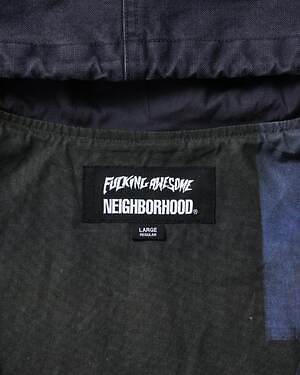 FUCKING AWESOME
NEIGHBORHOOD®
LARGE
REGULAR